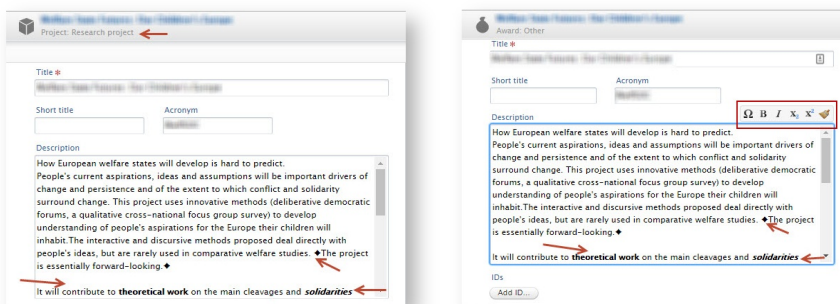 Project: Research project
Title *
Short title
Acronym
Description
How European welfare states will develop is hard to predict.
People's current aspirations, ideas and assumptions will be important drivers of
change and persistence and of the extent to which conflict and solidarity
surround change. This project uses innovative methods (deliberative democratic
forums, a qualitative cross-national focus group survey) to develop
understanding of people's aspirations for the Europe their children will
inhabit.The interactive and discursive methods proposed deal directly with
people's ideas, but are rarely used in comparative welfare studies. ◆The project
is essentially forward-looking.◆
It will contribute to theoretical work on the main cleavages and solidarities
Award: Other
Title *
Short title
Acronym
Description
Ω B I X₂ X²
How European welfare states will develop is hard to predict.
People's current aspirations, ideas and assumptions will be important drivers of
change and persistence and of the extent to which conflict and solidarity
surround change. This project uses innovative methods (deliberative democratic
forums, a qualitative cross-national focus group survey) to develop
understanding of people's aspirations for the Europe their children will
inhabit.The interactive and discursive methods proposed deal directly with
people's ideas, but are rarely used in comparative welfare studies. ◆The project
is essentially forward-looking.
It will contribute to theoretical work on the main cleavages and solidarities
IDs
Add ID...